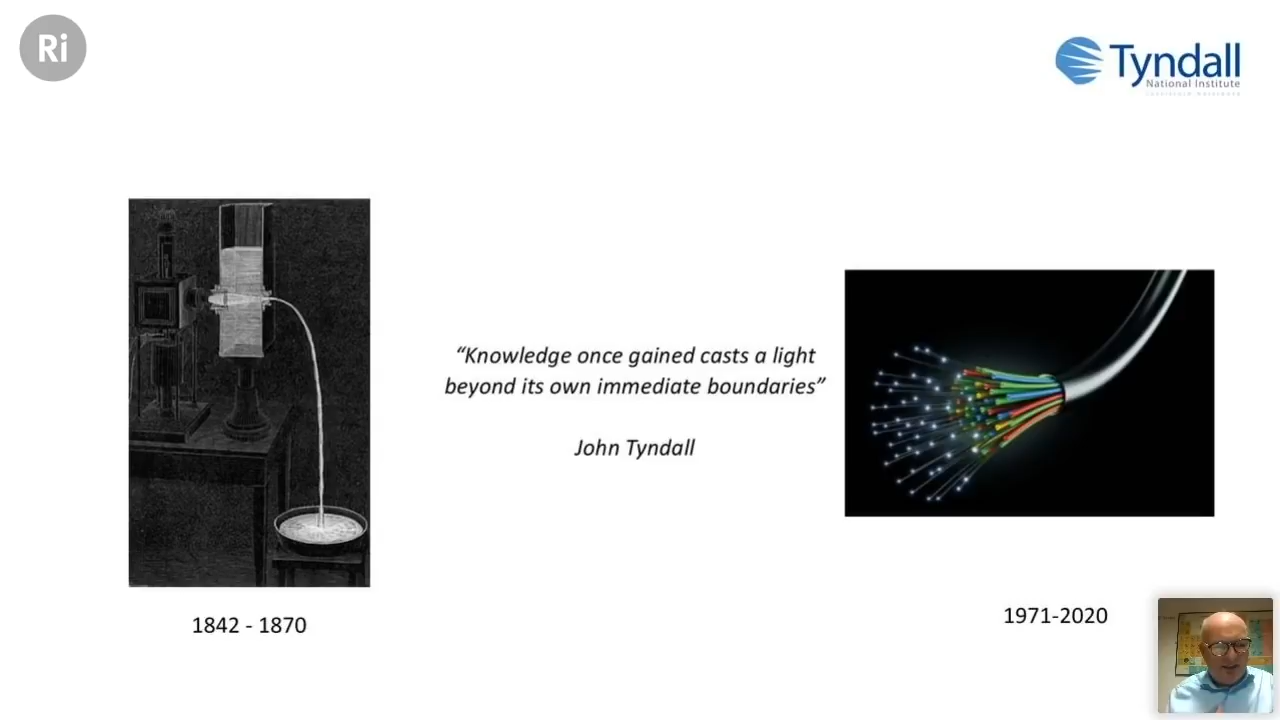 Ri
Tyndall
National Institute
“Knowledge once gained casts a light
beyond its own immediate boundaries”
John Tyndall
1842 - 1870
1971-2020